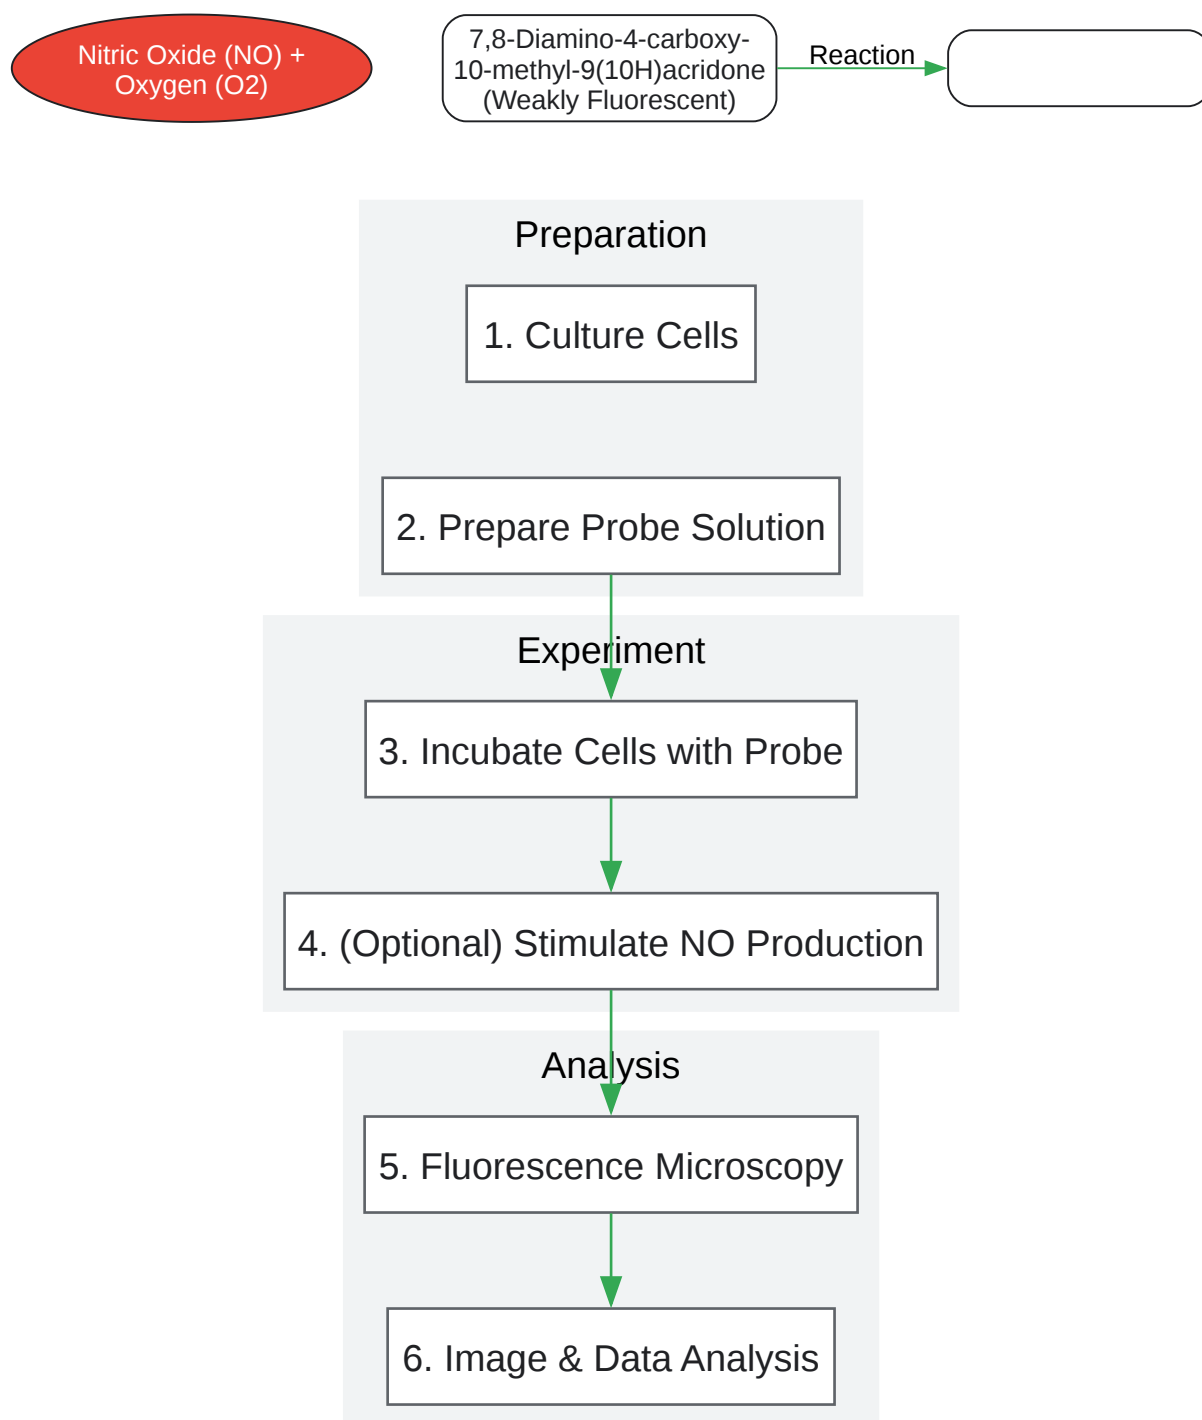 Nitric Oxide (NO) +
Oxygen (O2)
7,8-Diamino-4-carboxy-
10-methyl-9(10H)acridone
(Weakly Fluorescent)
Reaction
Preparation
1. Culture Cells
2. Prepare Probe Solution
Experiment
3. Incubate Cells with Probe
4. (Optional) Stimulate NO Production
Analysis
5. Fluorescence Microscopy
6. Image & Data Analysis